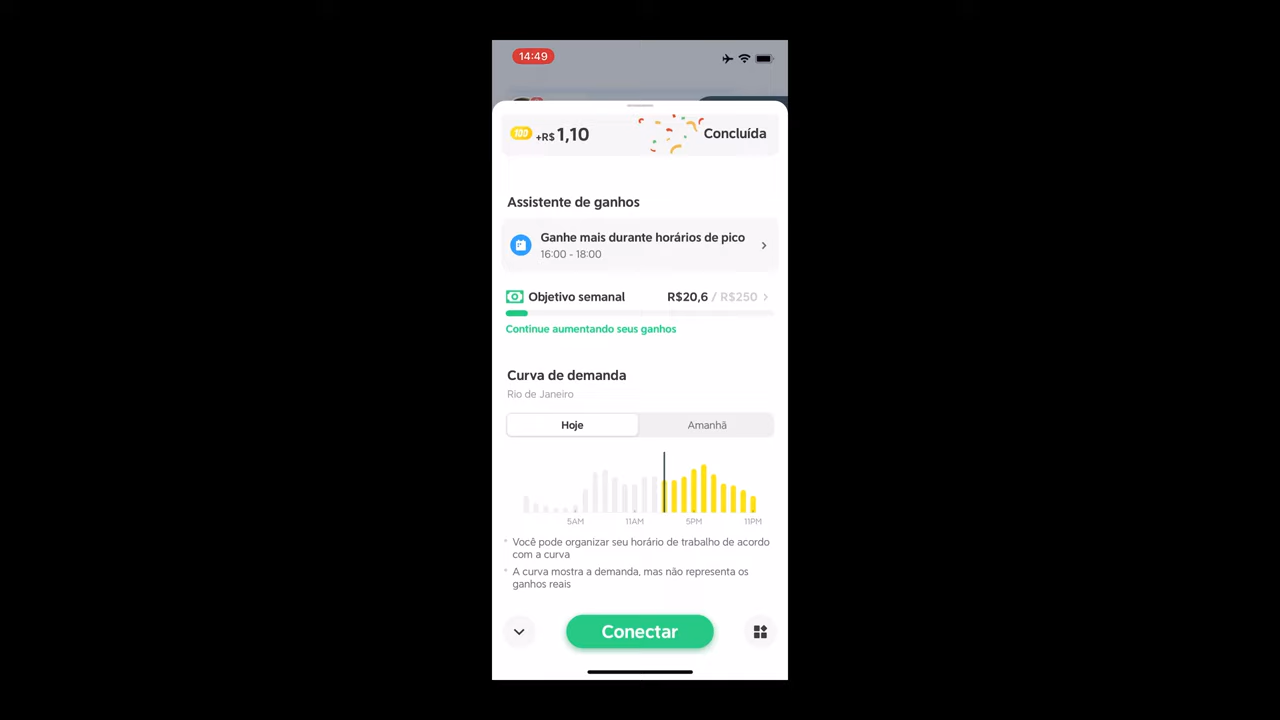 14:49
100 +R$ 1,10 Concluída
Assistente de ganhos
Ganhe mais durante horários de pico
16:00 - 18:00
Objetivo semanal R$20,6 / R$250
Continue aumentando seus ganhos
Curva de demanda
Rio de Janeiro
Hoje Amanhã
5AM 11AM 5PM 11PM
Você pode organizar seu horário de trabalho de acordo
com a curva
A curva mostra a demanda, mas não representa os
ganhos reais
Conectar